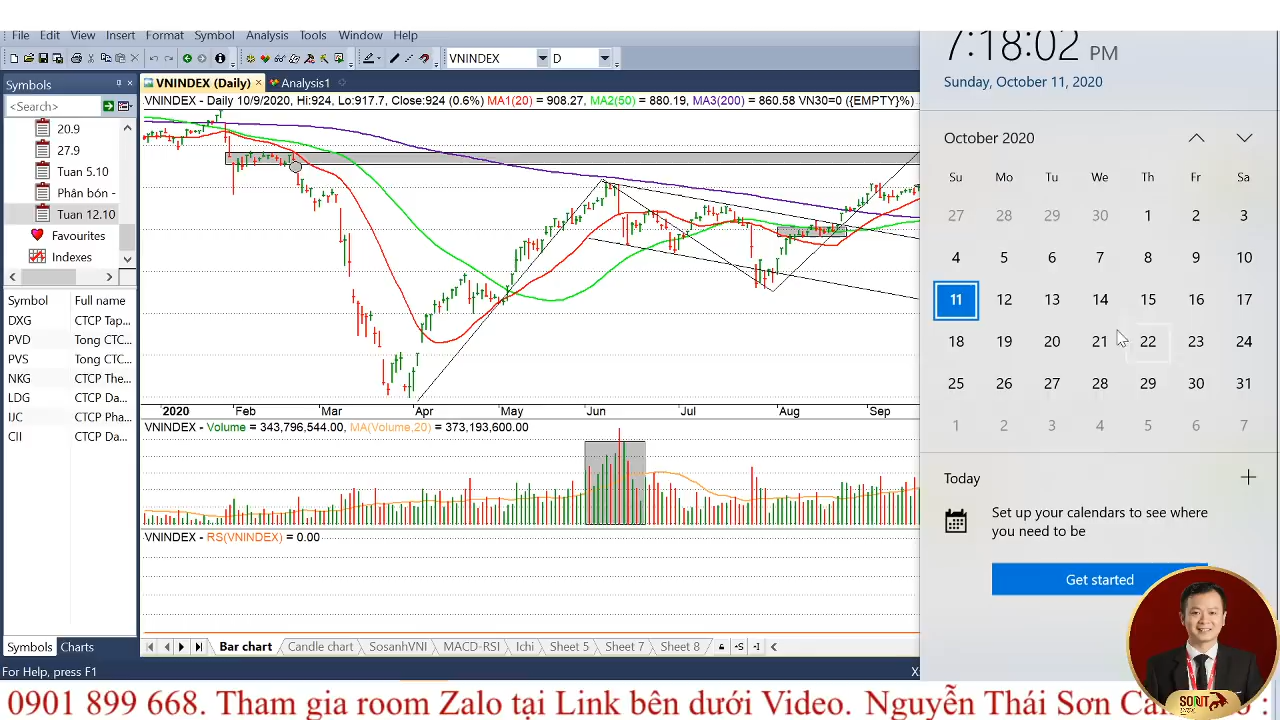 File Edit View Insert Format Symbol Analysis Tools Window Help
VNINDEX D
Symbols
VNINDEX (Daily) Analysis1
<Search>
VNINDEX - Daily 10/9/2020, Hi:924, Lo:917.7, Close:924 (0.6%) MA1(20) = 908.27, MA2(50) = 880.19, MA3(200) = 860.58 VN30=0 ({EMPTY}%)
20.9
27.9
Tuan 5.10
Phân bón -
Tuan 12.10
Favourites
Indexes
Symbol Full name
DXG CTCP Tap...
PVD Tong CTC...
PVS Tong CTC...
NKG CTCP The...
LDG CTCP Da...
IJC CTCP Pha...
CII CTCP Da...
2020 Feb Mar Apr May Jun Jul Aug Sep
VNINDEX - Volume = 343,796,544.00, MA(Volume,20) = 373,193,600.00
VNINDEX - RS(VNINDEX) = 0.00
Symbols Charts
Bar chart Candle chart SosanhVNI MACD-RSI Ichi Sheet 5 Sheet 7 Sheet 8
For Help, press F1
7:18:02 PM
Sunday, October 11, 2020
October 2020
Su Mo Tu We Th Fr Sa
27 28 29 30 1 2 3
4 5 6 7 8 9 10
11 12 13 14 15 16 17
18 19 20 21 22 23 24
25 26 27 28 29 30 31
1 2 3 4 5 6 7
Today
Set up your calendars to see where
you need to be
Get started
0901 899 668. Tham gia room Zalo tại Link bên dưới Video. Nguyễn Thái Sơn